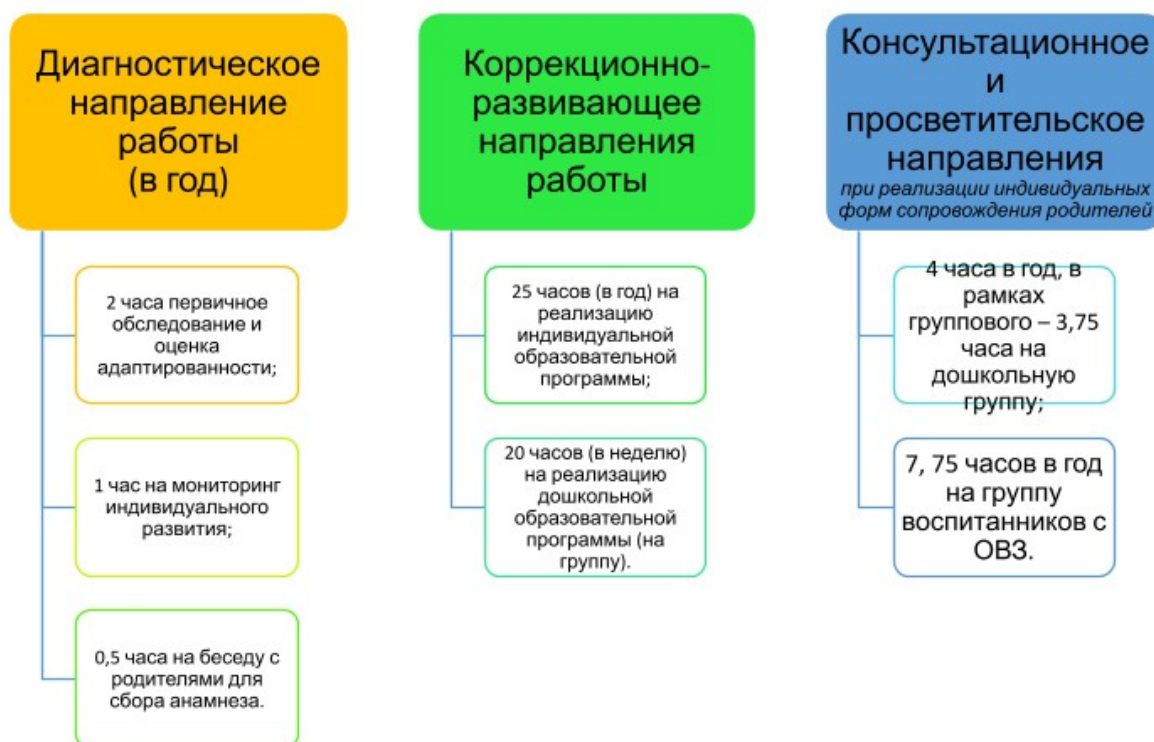 Диагностическое
направление
работы
(в год)
2 часа первичное
обследование и
оценка
адаптированности;
1 час на мониторинг
индивидуального
развития;
0,5 часа на беседу с
родителями для
сбора анамнеза.
Коррекционно-
развивающее
направления
работы
25 часов (в год) на
реализацию
индивидуальной
образовательной
программы;
20 часов (в неделю)
на реализацию
дошкольной
образовательной
программы (на
группу).
Консультационное
и
просветительское
направления
при реализации индивидуальных
форм сопровождения родителей
4 часа в год, в
рамках
группового – 3,75
часа на
дошкольную
группу;
7, 75 часов в год
на группу
воспитанников с
ОВЗ.